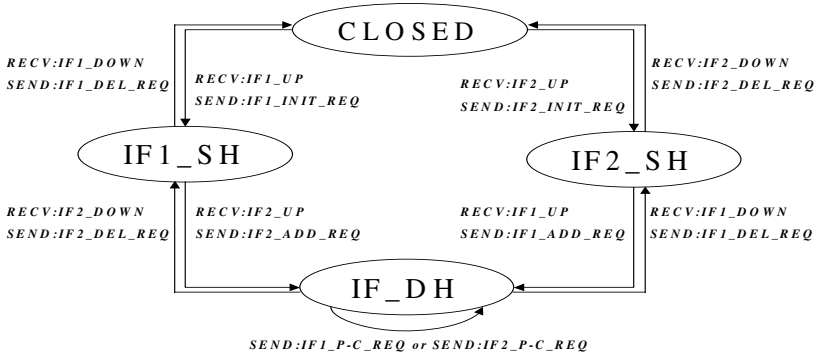 CLOSED
RECV:IF1_DOWN
SEND:IF1_DEL_REQ
RECV:IF1_UP
SEND:IF1_INIT_REQ
RECV:IF2_UP
SEND:IF2_INIT_REQ
RECV:IF2_DOWN
SEND:IF2_DEL_REQ
IF1_SH
IF2_SH
RECV:IF2_DOWN
SEND:IF2_DEL_REQ
RECV:IF2_UP
SEND:IF2_ADD_REQ
RECV:IF1_UP
SEND:IF1_ADD_REQ
RECV:IF1_DOWN
SEND:IF1_DEL_REQ
IF_DH
SEND:IF1_P-C_REQ or SEND:IF2_P-C_REQ